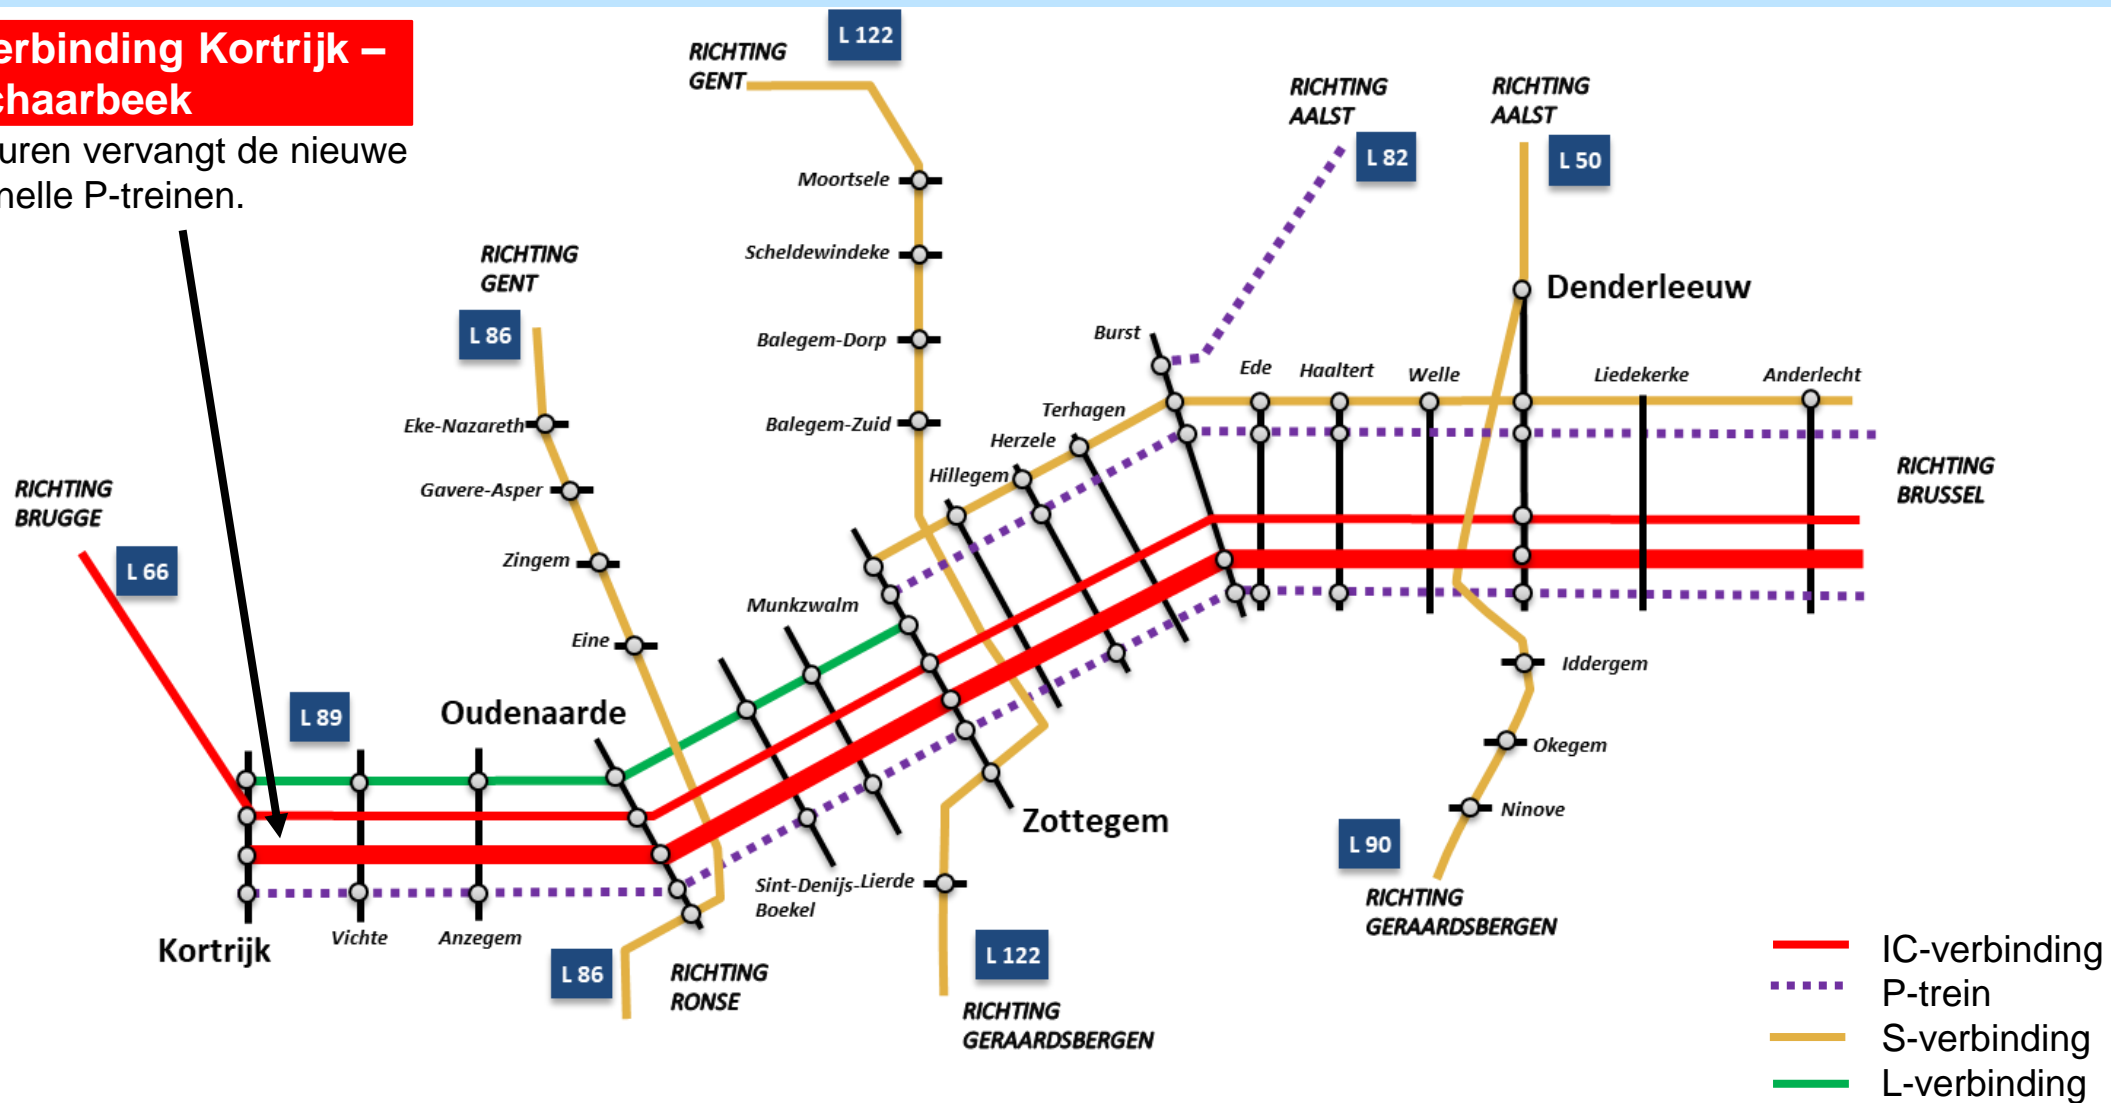 erbinding Kortrijk –
chaarbeek
uren vervangt de nieuwe
nelle P-treinen.
L 122
RICHTING
GENT
RICHTING
AALST
L 82
RICHTING
AALST
L 50
Moortsele
Scheldewindeke
Balegem-Dorp
Balegem-Zuid
RICHTING
GENT
L 86
Eke-Nazareth
Gavere-Asper
Zingem
Eine
Denderleeuw
Burst
Ede
Haaltert
Welle
Liedekerke
Anderlecht
Terhagen
Herzele
Hillegem
RICHTING
BRUSSEL
RICHTING
BRUGGE
L 66
Munkzwalm
L 89
Oudenaarde
Iddergem
Okegem
Ninove
Zottegem
L 90
RICHTING
GERAARDSBERGEN
Sint-Denijs-
Boekel
Lierde
Kortrijk
Vichte
Anzegem
L 86
RICHTING
RONSE
L 122
RICHTING
GERAARDSBERGEN
IC-verbinding
P-trein
S-verbinding
L-verbinding